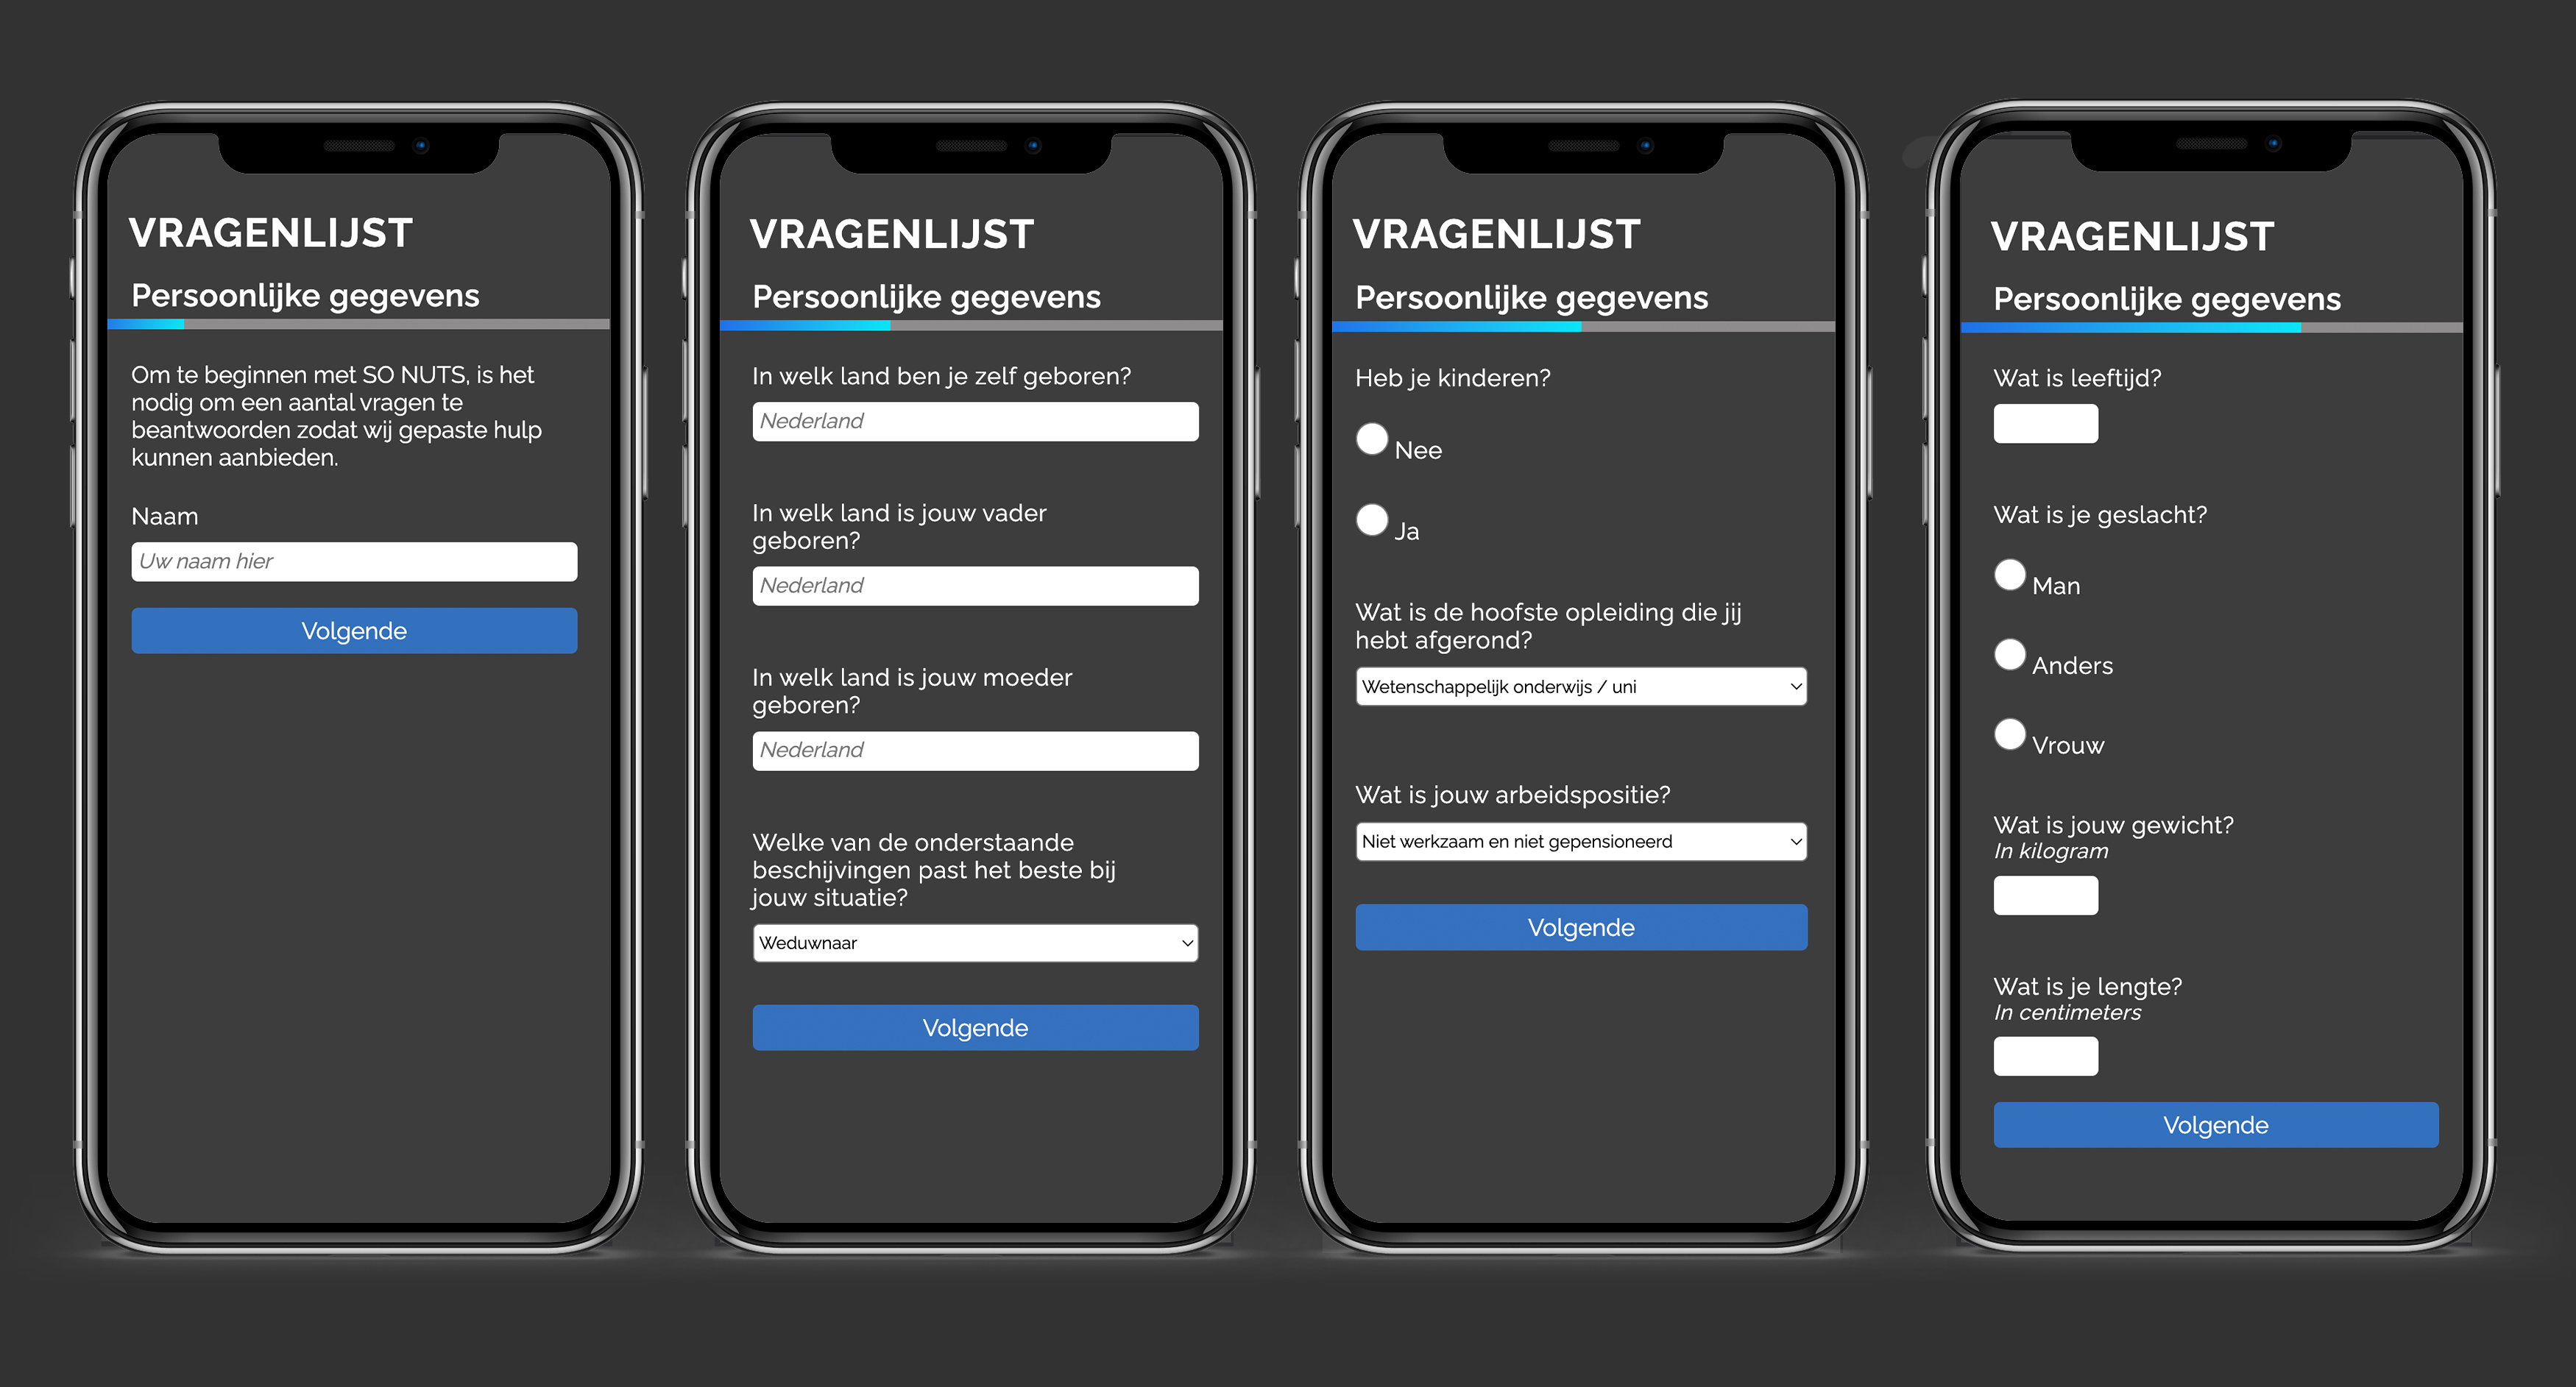 VRAGENLIJST
Persoonlijke gegevens
Om te beginnen met SO NUTS, is het
nodig om een aantal vragen te
beantwoorden zodat wij gepaste hulp
kunnen aanbieden.
Naam
Uw naam hier
Volgende
VRAGENLIJST
Persoonlijke gegevens
In welk land ben je zelf geboren?
Nederland
In welk land is jouw vader
geboren?
Nederland
In welk land is jouw moeder
geboren?
Nederland
Welke van de onderstaande
beschijvingen past het beste bij
jouw situatie?
Weduwnaar
Volgende
VRAGENLIJST
Persoonlijke gegevens
Heb je kinderen?
Nee
Ja
Wat is de hoofste opleiding die jij
hebt afgerond?
Wetenschappelijk onderwijs / uni
Wat is jouw arbeidspositie?
Niet werkzaam en niet gepensioneerd
Volgende
VRAGENLIJST
Persoonlijke gegevens
Wat is leeftijd?
Wat is je geslacht?
Man
Anders
Vrouw
Wat is jouw gewicht?
In kilogram
Wat is je lengte?
In centimeters
Volgende